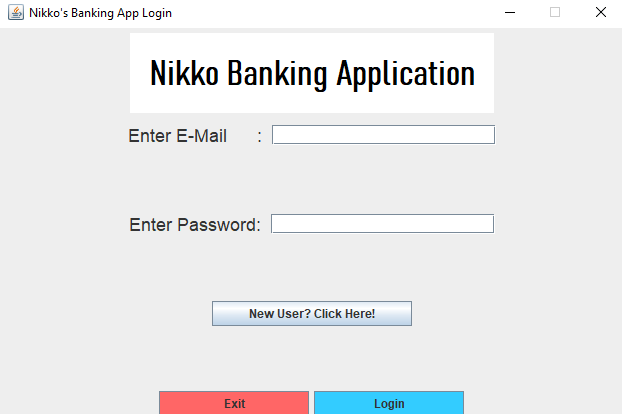 Nikko's Banking App Login
Nikko Banking Application
Enter E-Mail :
Enter Password:
New User? Click Here!
Exit Login